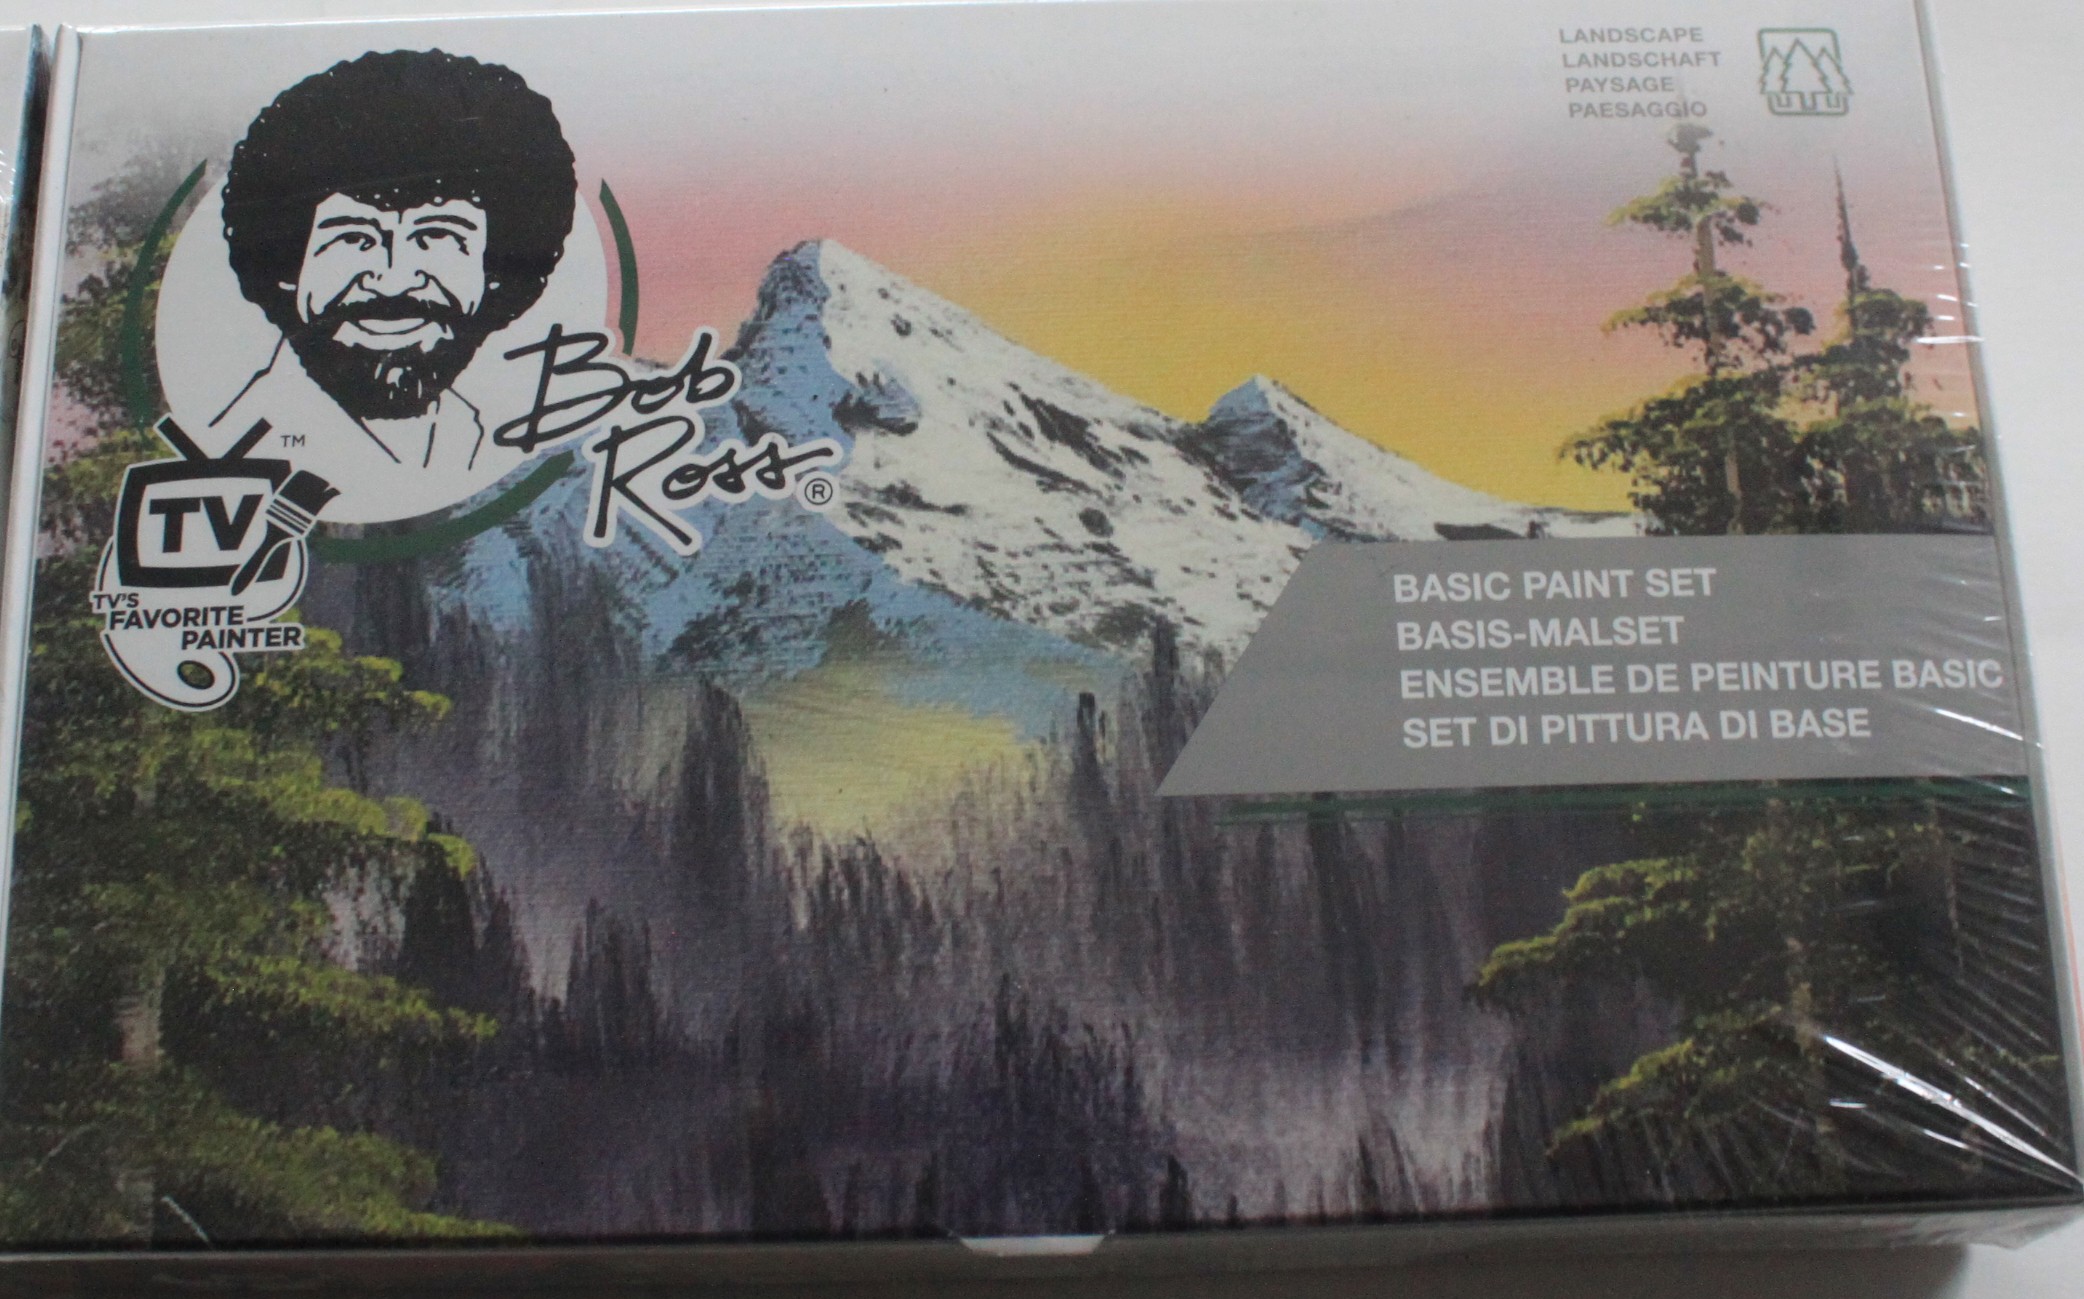 LANDSCAPE
LANDSCHAFT
PAYSAGE
PAESAGGIO
Bob
Ross®
™
TV
TV'S
FAVORITE
PAINTER
BASIC PAINT SET
BASIS-MALSET
ENSEMBLE DE PEINTURE BASIC
SET DI PITTURA DI BASE